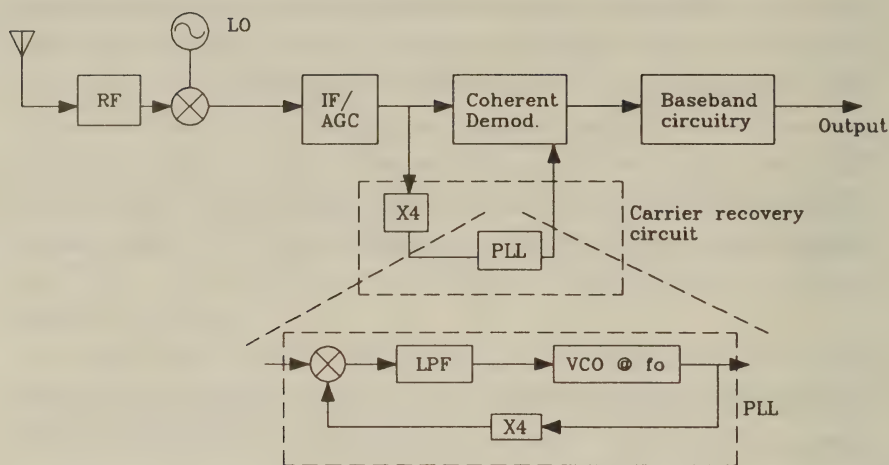 LO
RF
IF/
AGC
Coherent
Demod.
Baseband
circuitry
Output
X4
PLL
Carrier recovery
circuit
LPF
VCO @ fo
X4
PLL